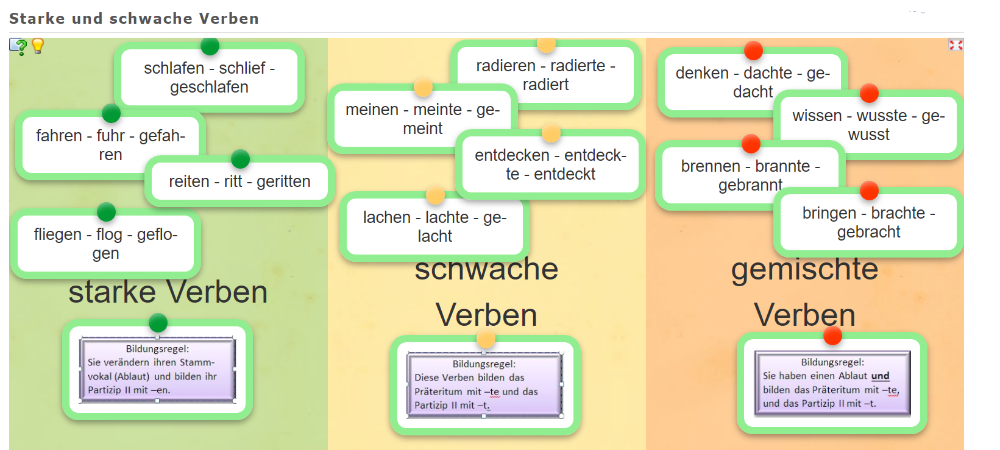 Starke und schwache Verben
schlafen - schlief -
geschlafen
fahren - fuhr - gefah-
ren
reiten - ritt - geritten
fliegen - flog - geflo-
gen
starke Verben
Bildungsregel:
Sie verändern ihren Stamm-
vokal (Ablaut) und bilden ihr
Partizip II mit –en.
radieren - radierte -
radiert
meinen - meinte - ge-
meint
entdecken - entdeck-
te - entdeckt
lachen - lachte - ge-
lacht
schwache
Verben
Bildungsregel:
Diese Verben bilden das
Präteritum mit –te und das
Partizip II mit –t.
denken - dachte - ge-
dacht
wissen - wusste - ge-
wusst
brennen - brannte -
gebrannt
bringen - brachte -
gebracht
gemischte
Verben
Bildungsregel:
Sie haben einen Ablaut und
bilden das Präteritum mit –te,
und das Partizip II mit –t.